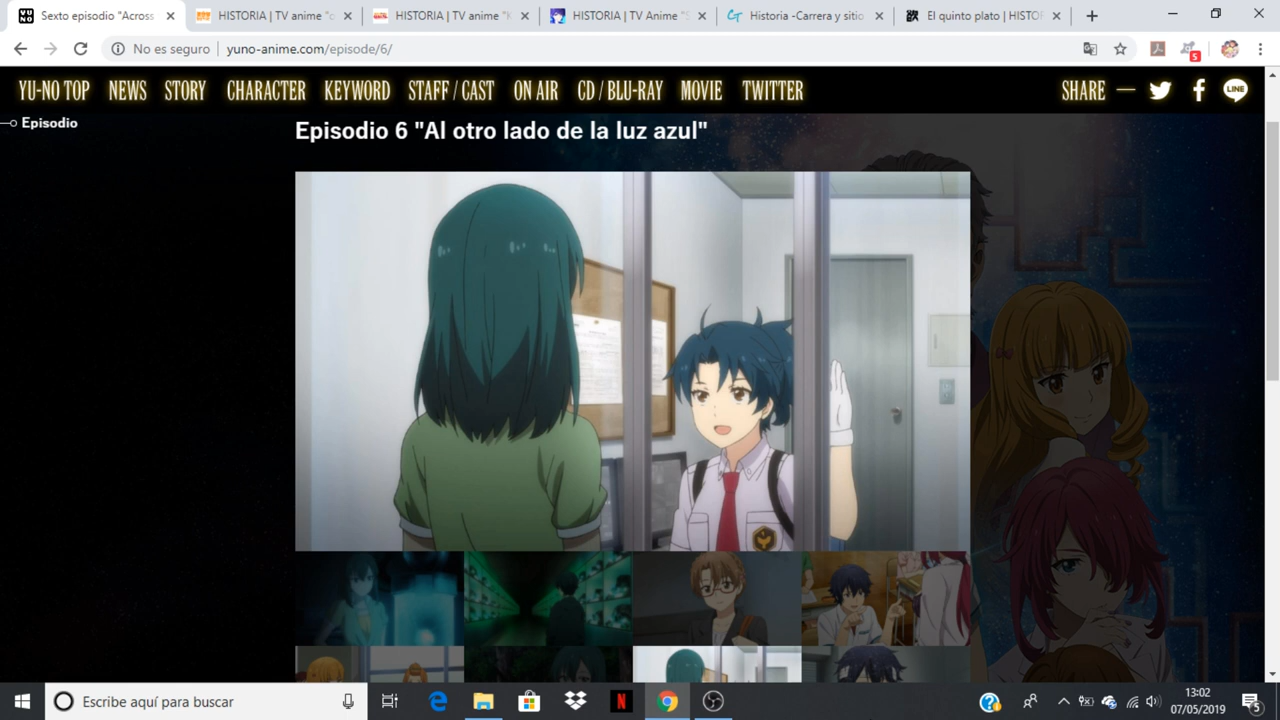 Sexto episodio "Across
HISTORIA | TV anime "c
HISTORIA | TV anime "K
HISTORIA | TV Anime "S
Historia -Carrera y sitio
El quinto plato | HISTOR
No es seguro | yuno-anime.com/episode/6/
5
YU-NO TOP NEWS STORY CHARACTER KEYWORD STAFF / CAST ON AIR CD / BLU-RAY MOVIE TWITTER SHARE LINE
Episodio
Episodio 6 "Al otro lado de la luz azul"
Escribe aquí para buscar
13:02
07/05/2019
5